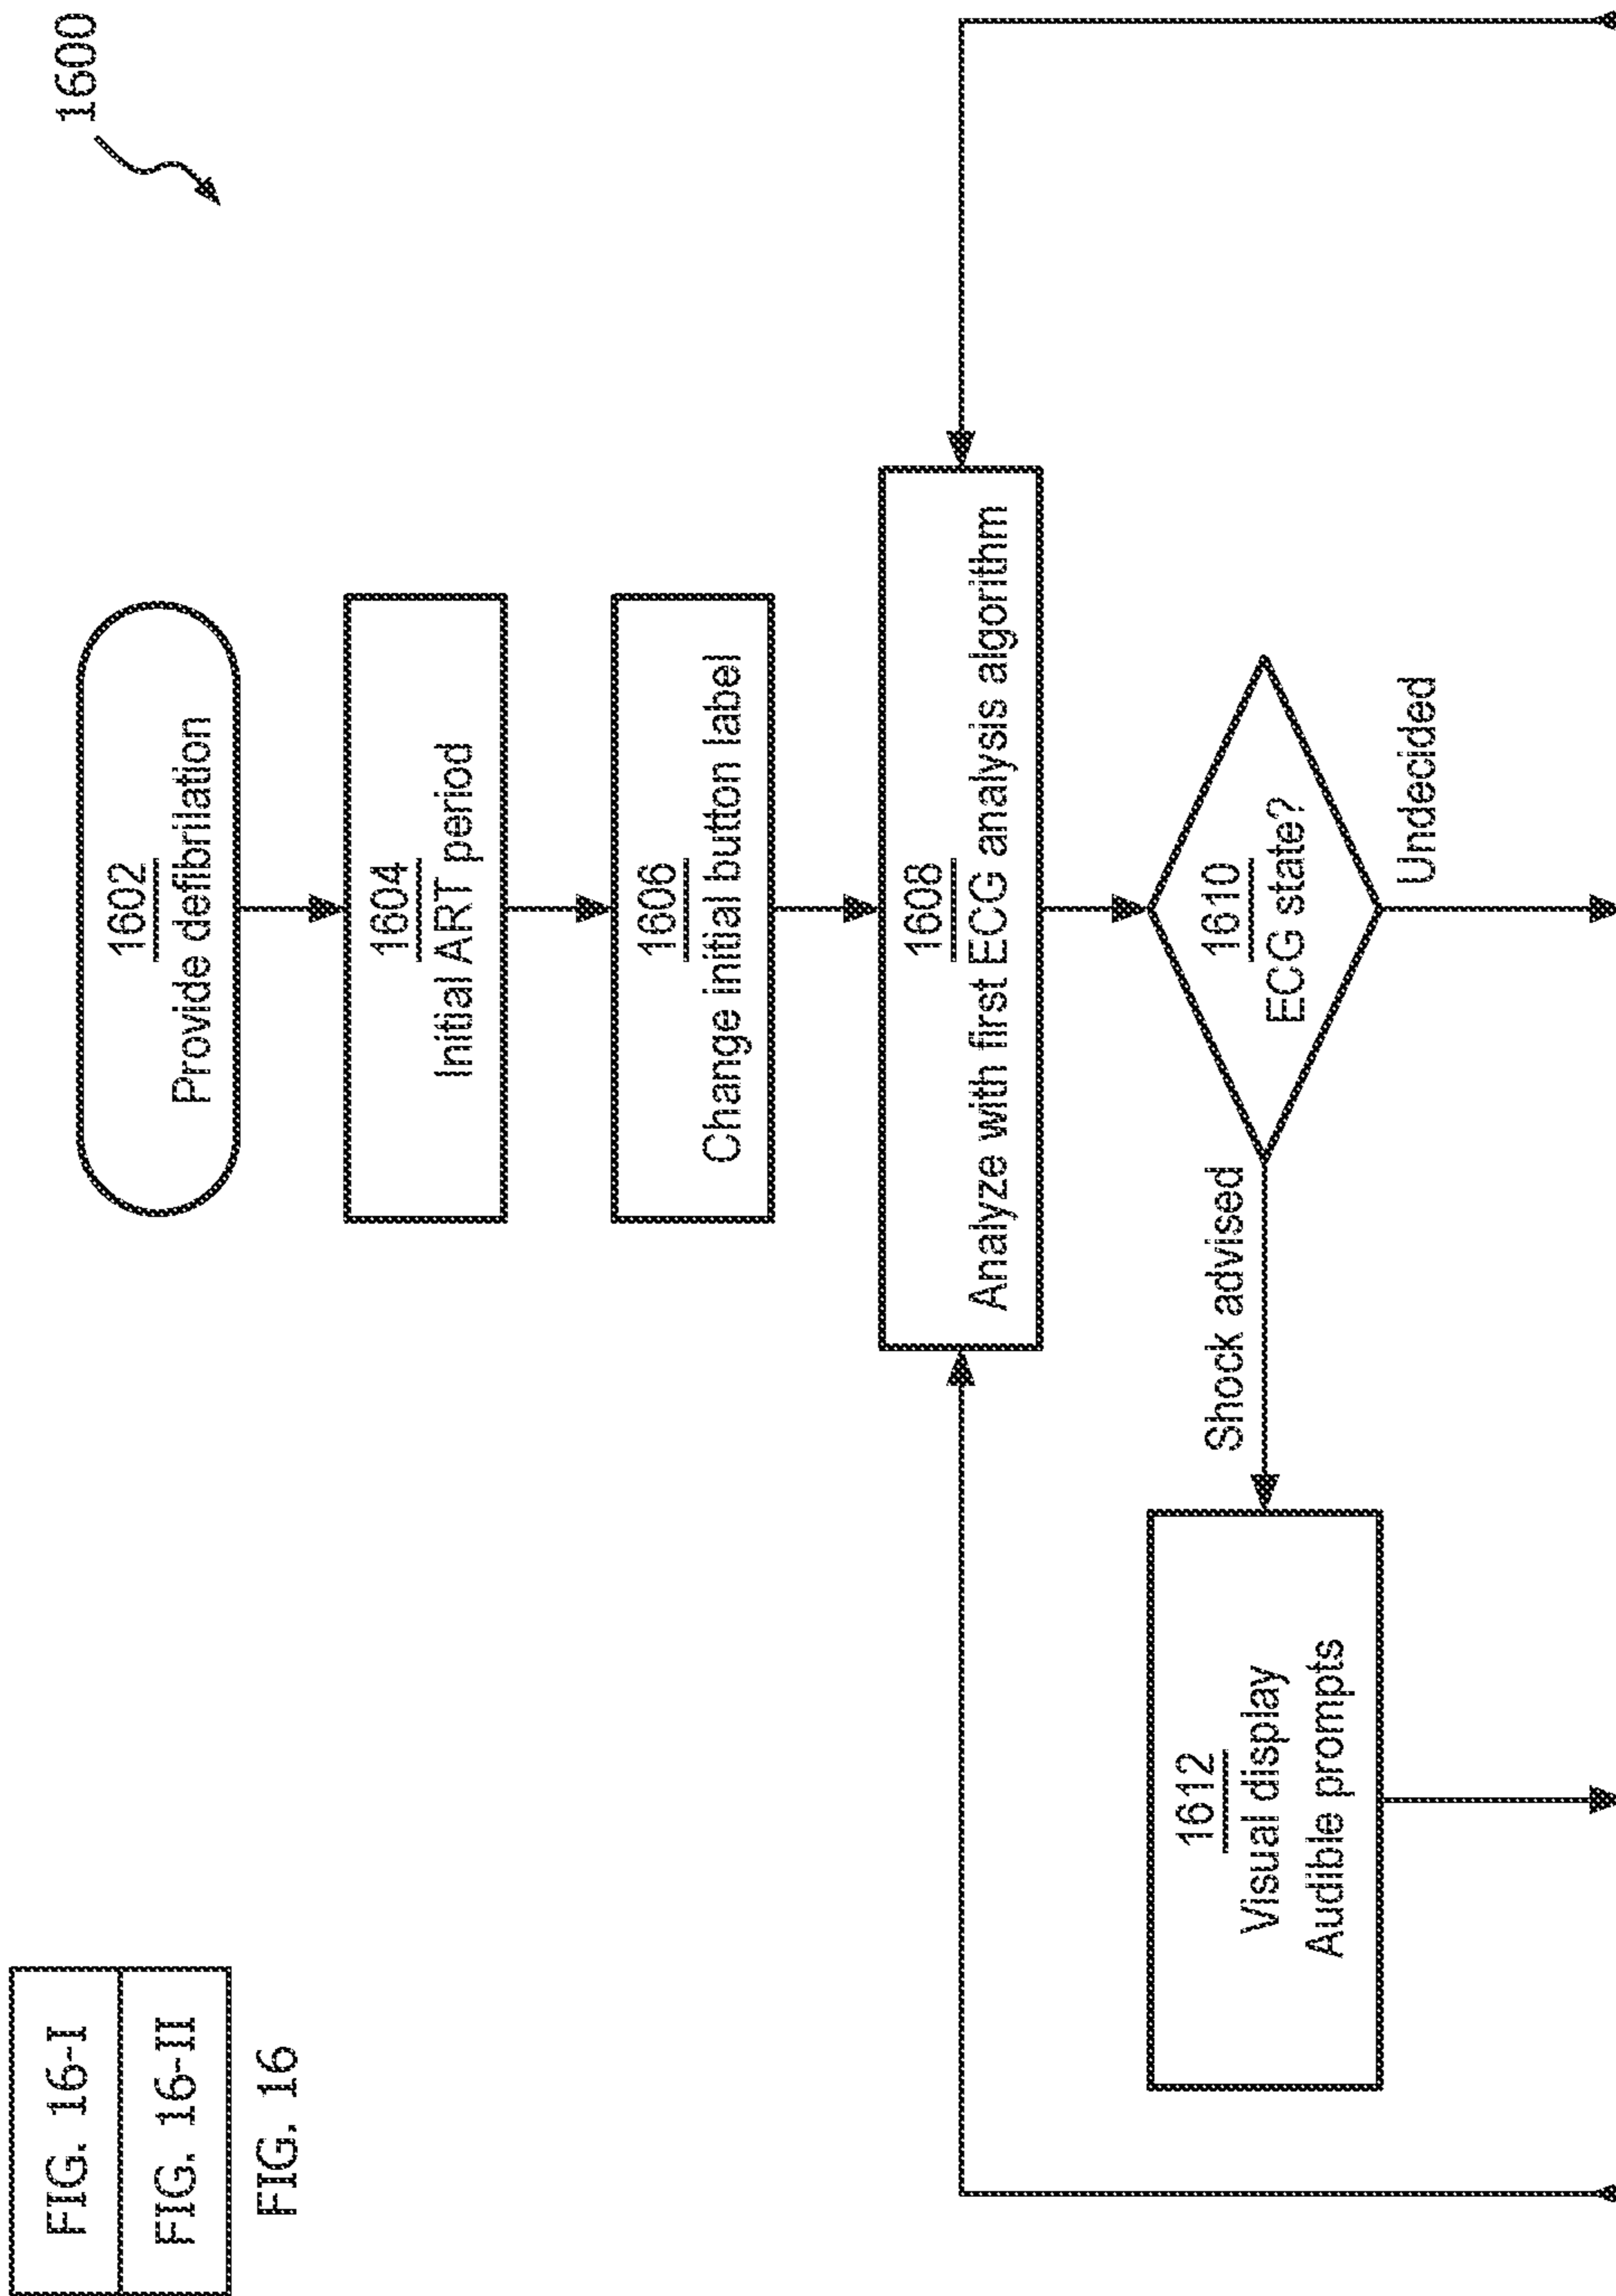 FIG. 16-I
FIG. 16-II
FIG. 16
1600
1602
Provide defibrillation
1604
Initial ART period
1606
Change initial button label
1608
Analyze with first ECG analysis algorithm
1610
ECG state?
Shock advised
Undecided
1612
Visual display
Audible prompts